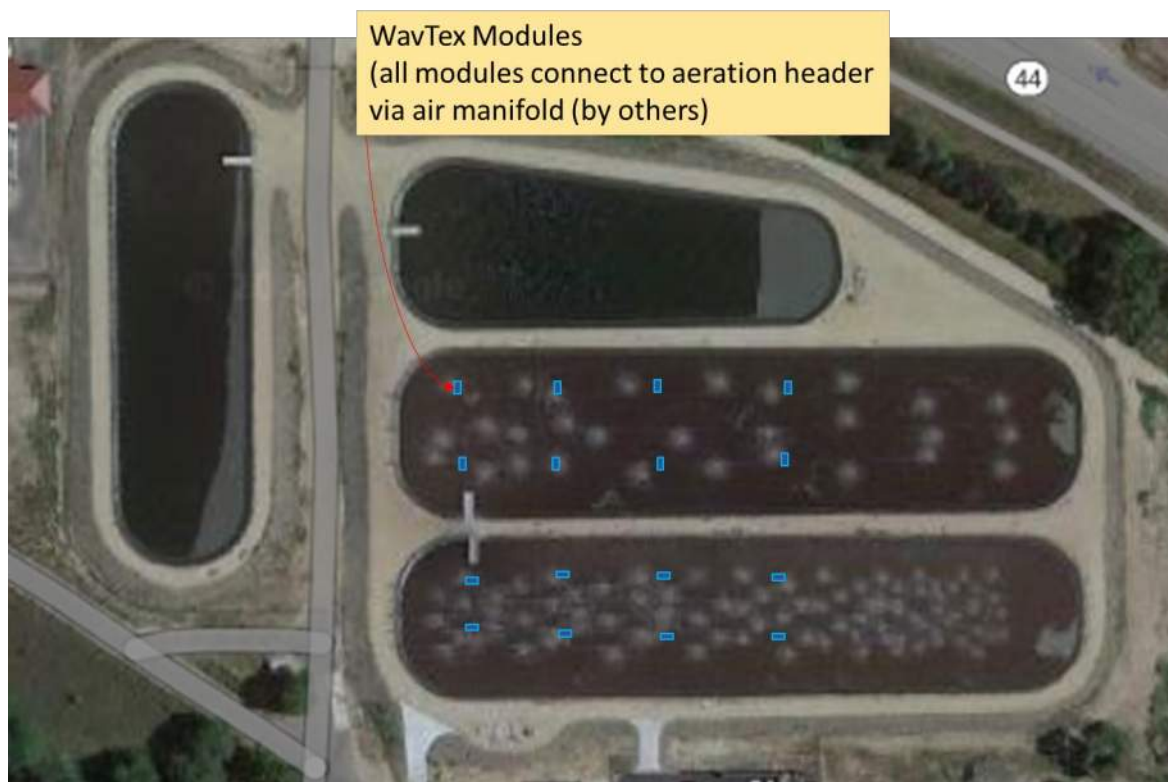 WavTex Modules
(all modules connect to aeration header
via air manifold (by others)
44